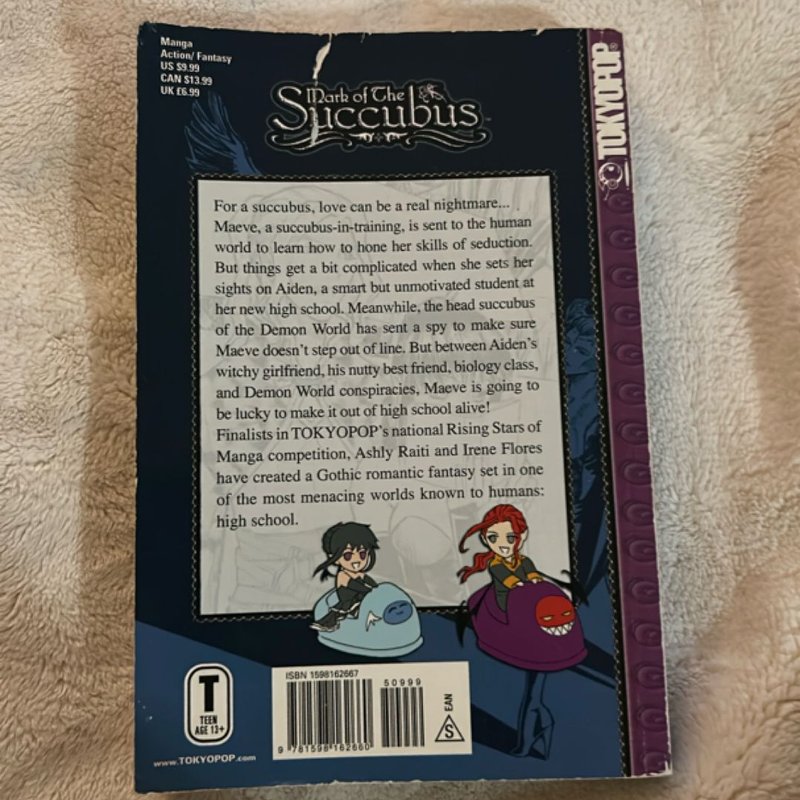 Manga
Action/ Fantasy
US $9.99
CAN $13.99
UK £6.99
TOKYOPOP®
Mark of The
Succubus™
For a succubus, love can be a real nightmare...
Maeve, a succubus-in-training, is sent to the human
world to learn how to hone her skills of seduction.
But things get a bit complicated when she sets her
sights on Aiden, a smart but unmotivated student at
her new high school. Meanwhile, the head succubus
of the Demon World has sent a spy to make sure
Maeve doesn't step out of line. But between Aiden's
witchy girlfriend, his nutty best friend, biology class,
and Demon World conspiracies, Maeve is going to
be lucky to make it out of high school alive!
Finalists in TOKYOPOP's national Rising Stars of
Manga competition, Ashly Raiti and Irene Flores
have created a Gothic romantic fantasy set in one
of the most menacing worlds known to humans:
high school.
T
TEEN
AGE 13+
www.TOKYOPOP.com
ISBN 1598162667
50999
9 781598 162660
S
EAN